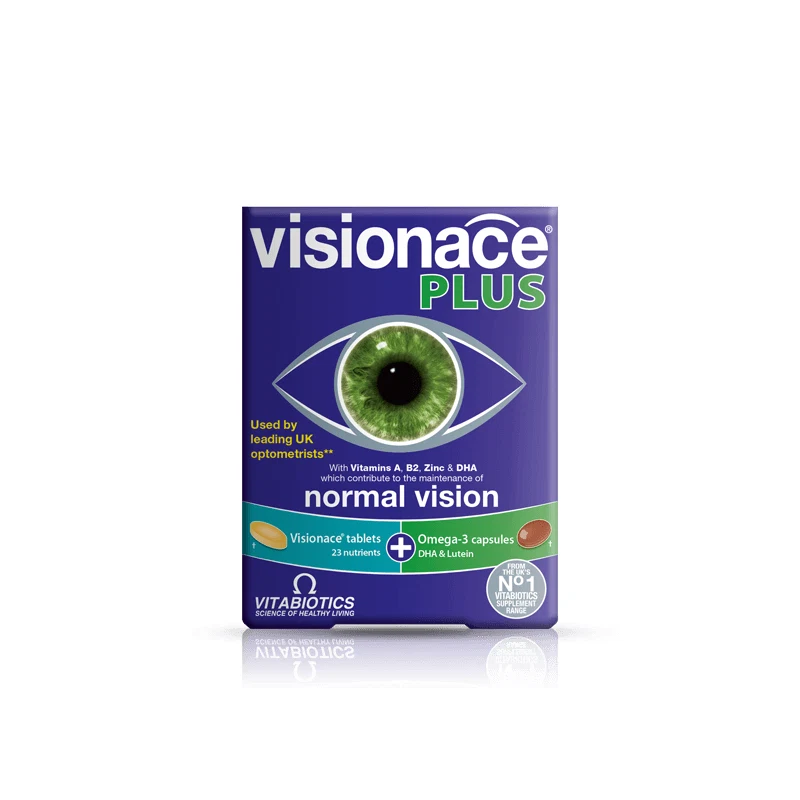 visionace®
PLUS
Used by
leading UK
optometrists**
With Vitamins A, B2, Zinc & DHA
which contribute to the maintenance of
normal vision
† Visionace® tablets
23 nutrients
+
Omega-3 capsules †
DHA & Lutein
FROM
THE UK'S
Nº1
VITABIOTICS
SUPPLEMENT
RANGE
VITABIOTICS
SCIENCE OF HEALTHY LIVING